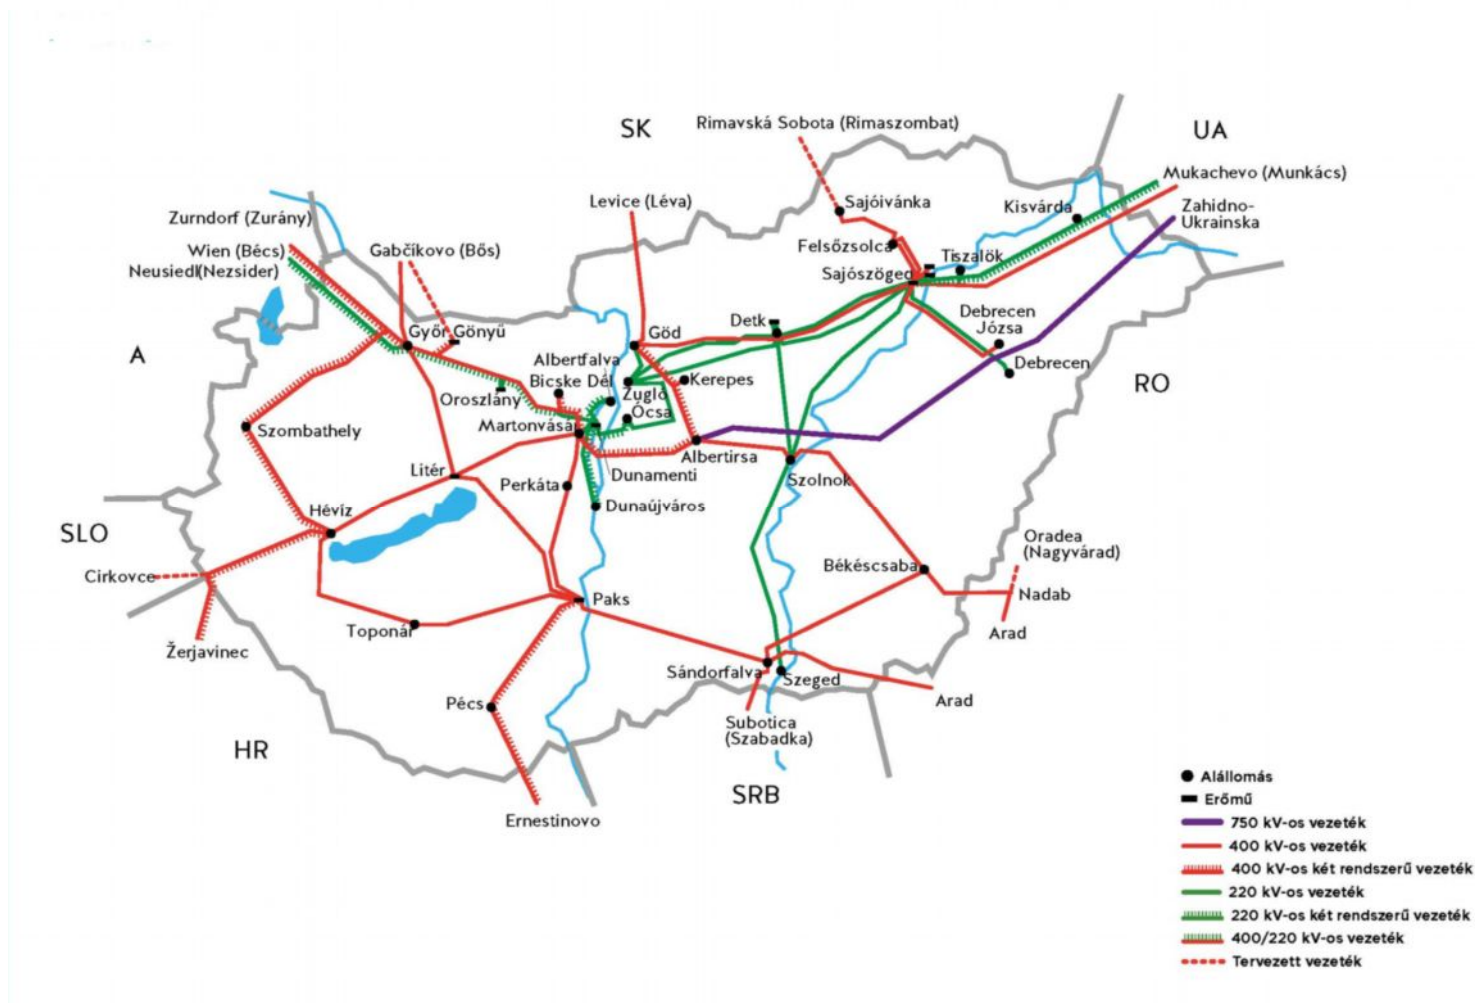 SK
Rimavská Sobota (Rimaszombat)
UA
Mukachevo (Munkács)
Levice (Léva)
Sajóivánka
Kisvárda
Zahidno-
Ukrainska
Zurndorf (Zurány)
Wien (Bécs)
Gabčíkovo (Bős)
Felsőzsolca
Tiszalök
Neusiedl(Nezsider)
Sajószöged
Debrecen
Józsa
Győr
Gönyű
Göd
Detk
A
Albertfalva
Bicske Dél
Debrecen
Kerepes
RO
Oroszlány
Zugló
Ócsa
Szombathely
Martonvásár
Albertirsa
Litér
Dunamenti
Perkáta
Szolnok
Dunaújváros
Hévíz
SLO
Oradea
(Nagyvárad)
Cirkovce
Békéscsaba
Paks
Nadab
Toponár
Arad
Žerjavinec
Sándorfalva
Szeged
Pécs
Arad
Subotica
(Szabadka)
HR
SRB
Ernestinovo
Alállomás
Erőmű
750 kV-os vezeték
400 kV-os vezeték
400 kV-os két rendszerű vezeték
220 kV-os vezeték
220 kV-os két rendszerű vezeték
400/220 kV-os vezeték
Tervezett vezeték